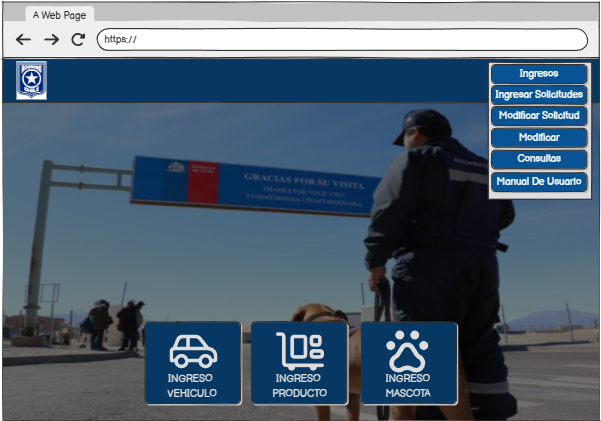 A Web Page
https://
Ingresos
Ingresar Solicitudes
Modificar Solicitud
Modificar
Consultas
Manual De Usuario
GRACIAS POR SU VISITA
THANKS FOR YOUR VISIT
INGRESO
VEHICULO
INGRESO
PRODUCTO
INGRESO
MASCOTA